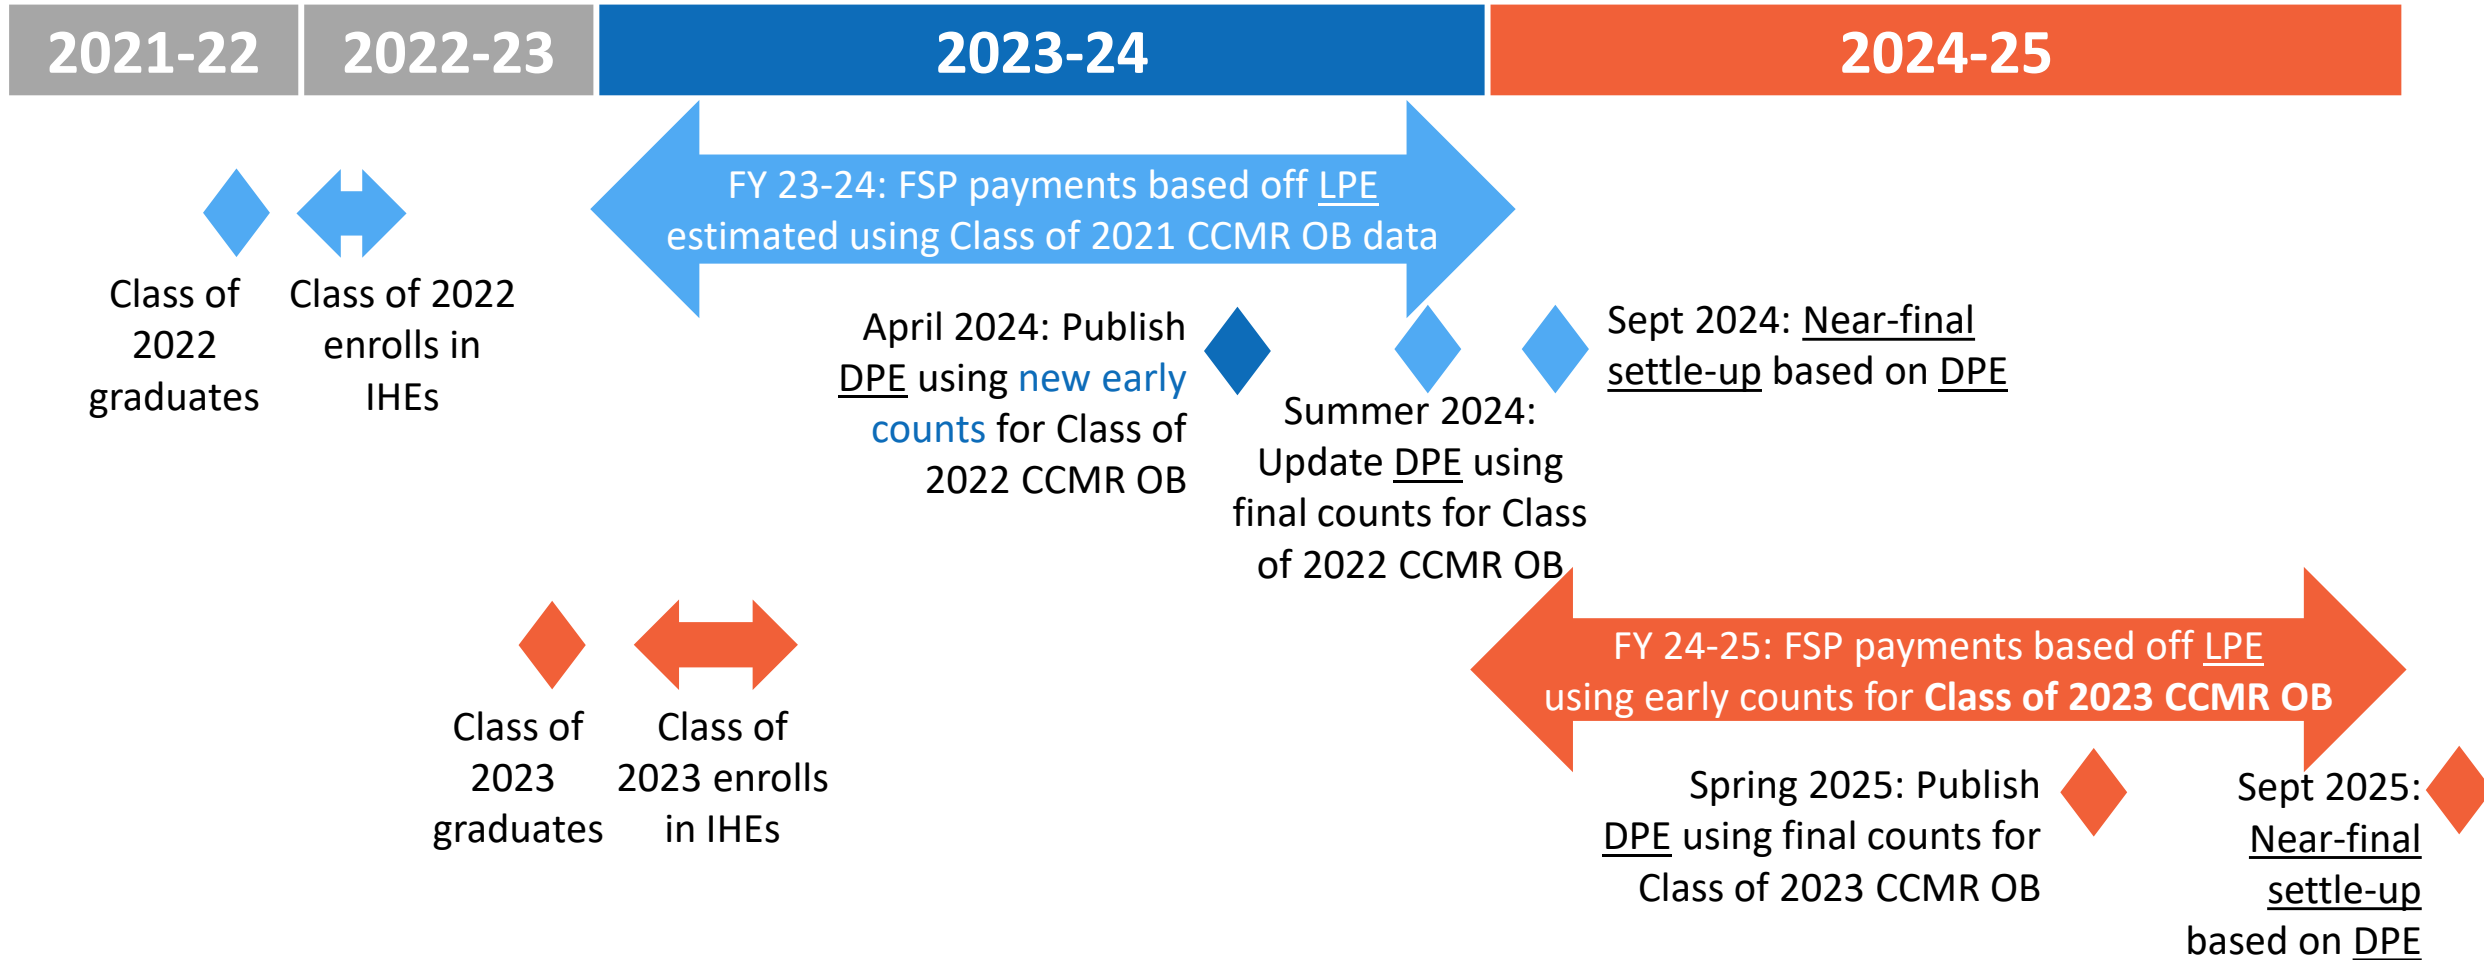 2021-22
2022-23
2023-24
2024-25
FY 23-24: FSP payments based off LPE
estimated using Class of 2021 CCMR OB data
Class of
2022
graduates
Class of 2022
enrolls in
IHEs
April 2024: Publish
DPE using new early
counts for Class of
2022 CCMR OB
Summer 2024:
Update DPE using
final counts for Class
of 2022 CCMR OB
Sept 2024: Near-final
settle-up based on DPE
Class of
2023
graduates
Class of
2023 enrolls
in IHEs
FY 24-25: FSP payments based off LPE
using early counts for Class of 2023 CCMR OB
Spring 2025: Publish
DPE using final counts for
Class of 2023 CCMR OB
Sept 2025:
Near-final
settle-up
based on DPE